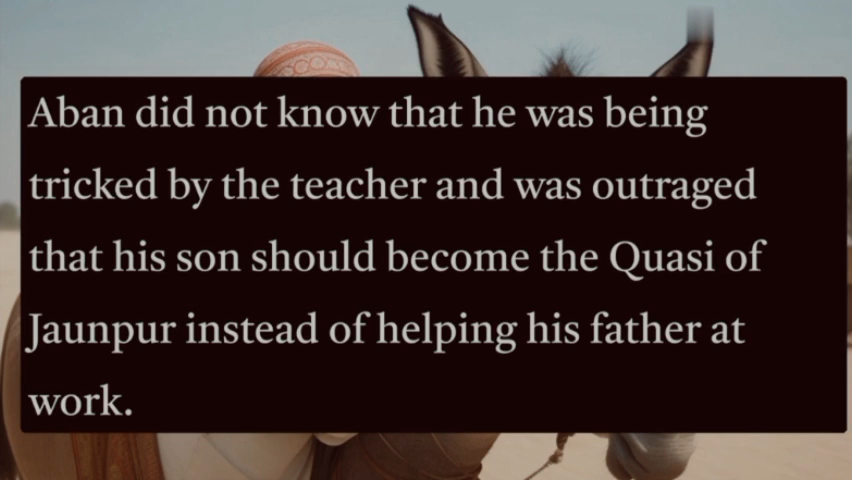 Aban did not know that he was being
tricked by the teacher and was outraged
that his son should become the Quasi of
Jaunpur instead of helping his father at
work.